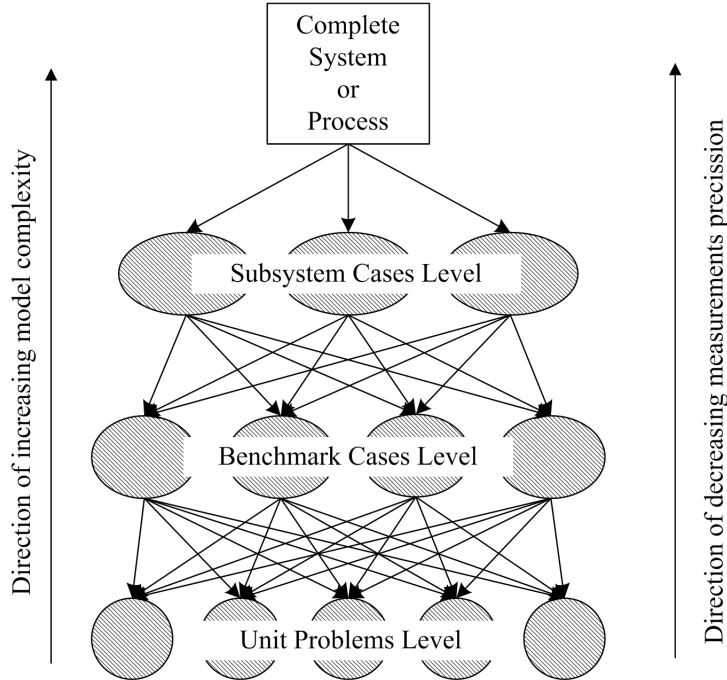 Complete
System
or
Process
Direction of increasing model complexity
Subsystem Cases Level
Benchmark Cases Level
Unit Problems Level
Direction of decreasing measurements precission